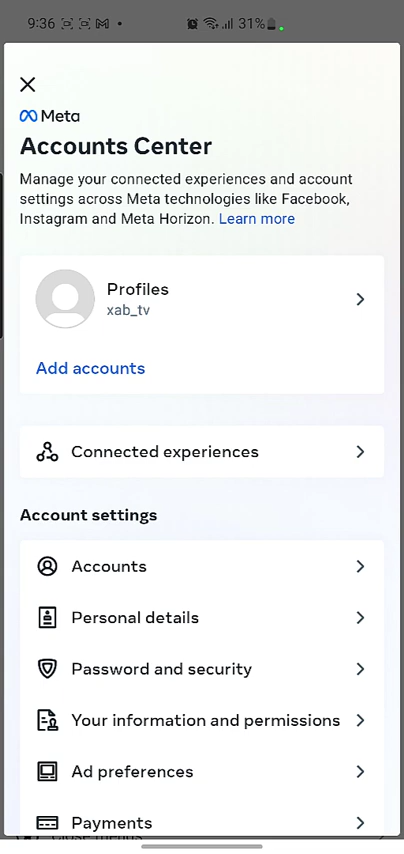 9:36
31%
Meta
Accounts Center
Manage your connected experiences and account
settings across Meta technologies like Facebook,
Instagram and Meta Horizon. Learn more
Profiles
xab_tv
Add accounts
Connected experiences
Account settings
Accounts
Personal details
Password and security
Your information and permissions
Ad preferences
Payments